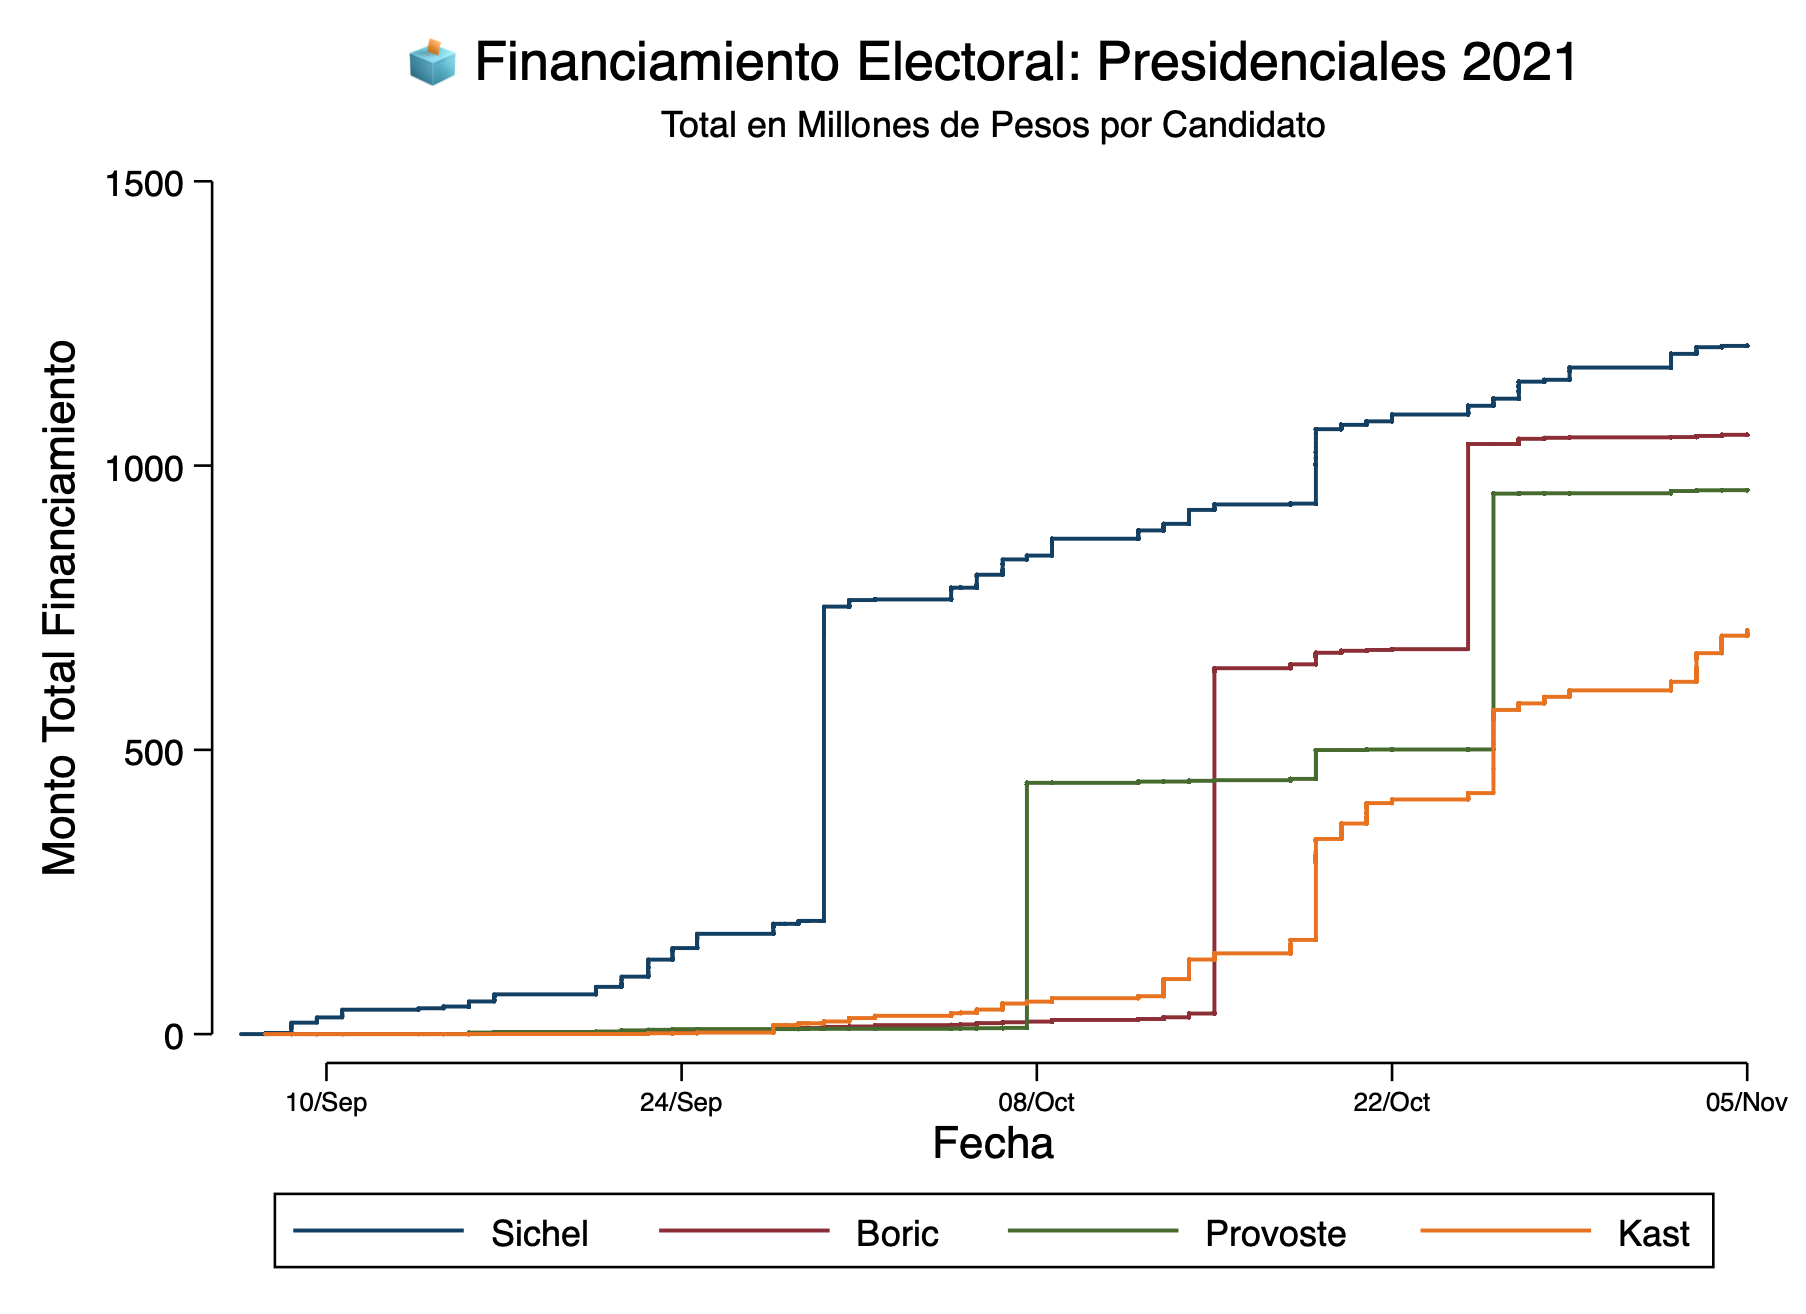 Financiamiento Electoral: Presidenciales 2021
Total en Millones de Pesos por Candidato
Monto Total Financiamiento
1500
1000
500
0
10/Sep 24/Sep 08/Oct 22/Oct 05/Nov
Fecha
Sichel Boric Provoste Kast